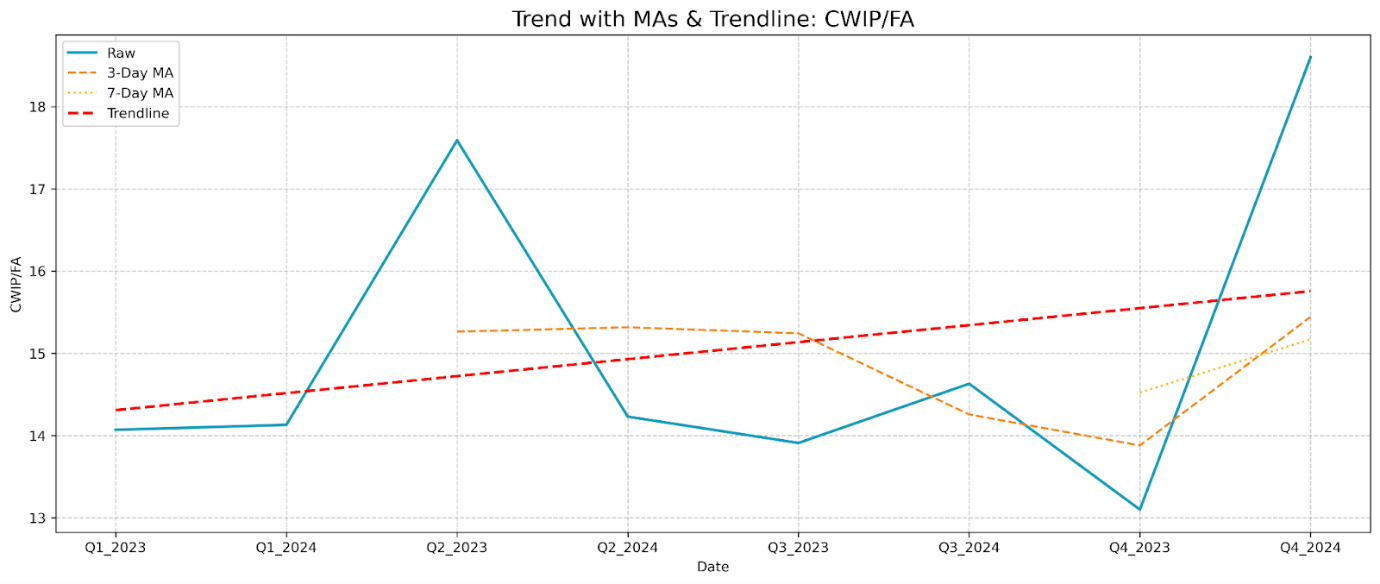 Trend with MAs & Trendline: CWIP/FA
Raw
3-Day MA
7-Day MA
Trendline
18
17
16
15
14
13
CWIP/FA
Q1_2023 Q1_2024 Q2_2023 Q2_2024 Q3_2023 Q3_2024 Q4_2023 Q4_2024
Date